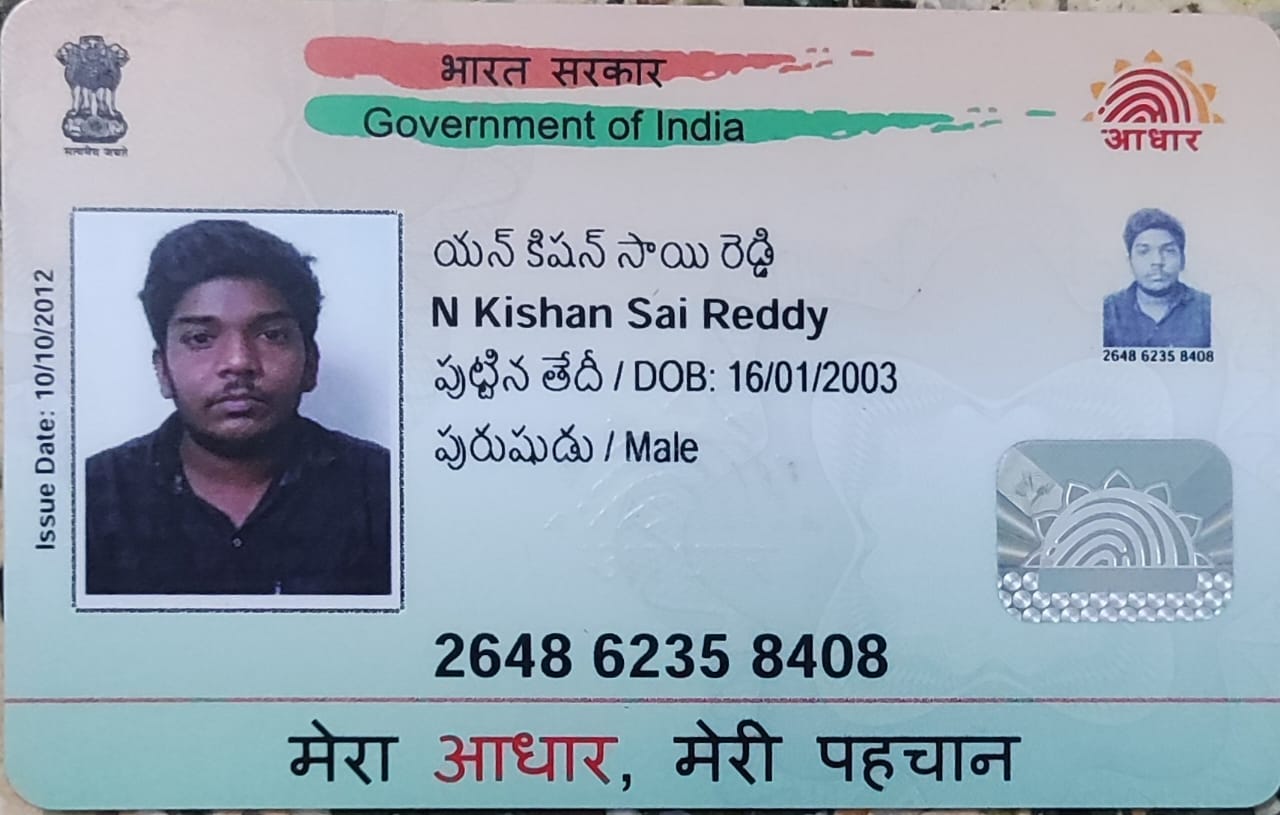 भारत सरकार
Government of India
सत्यमेव जयते
आधार
Issue Date: 10/10/2012
యన్ కిషన్ సాయి రెడ్డి
N Kishan Sai Reddy
పుట్టిన తేదీ / DOB: 16/01/2003
పురుషుడు / Male
2648 6235 8408
2648 6235 8408
मेरा आधार, मेरी पहचान